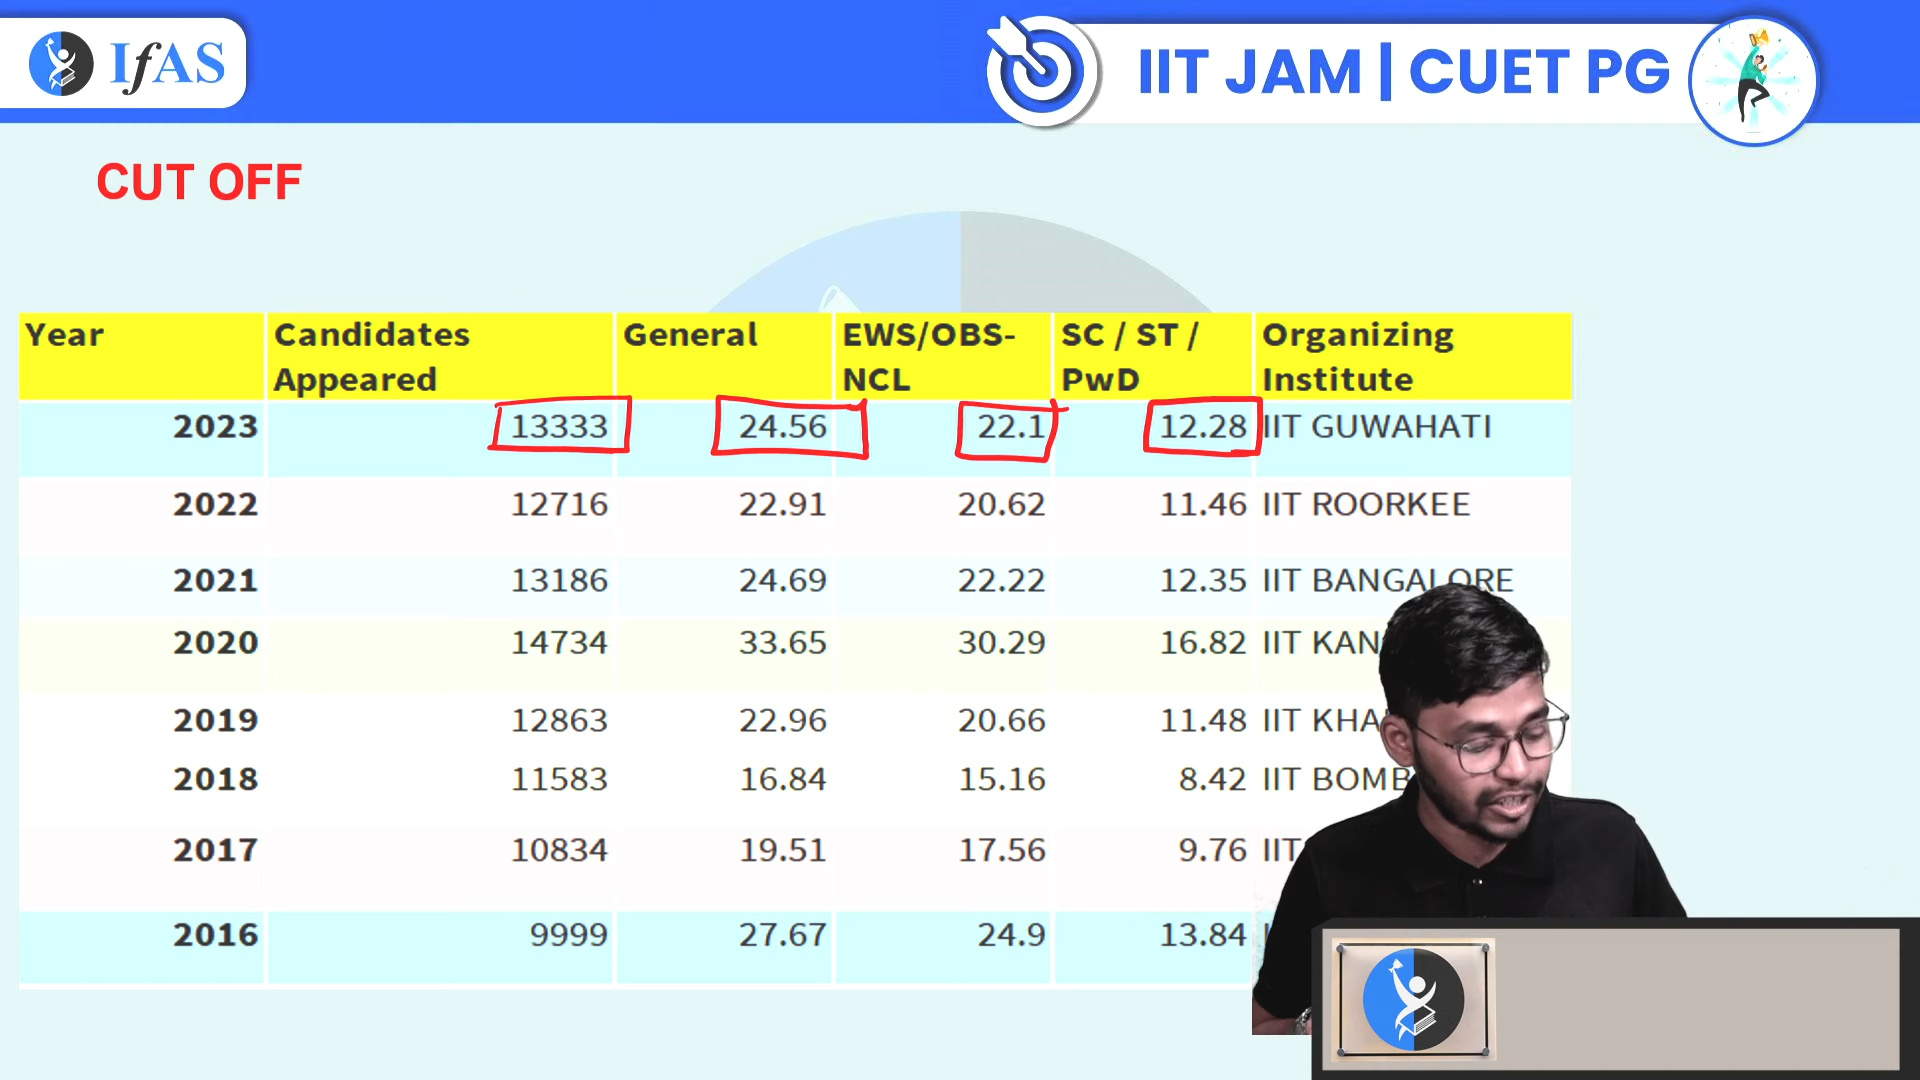 IfAS
IIT JAM | CUET PG
CUT OFF
Year Candidates Appeared General EWS/OBS-NCL SC / ST / PwD Organizing Institute
2023 13333 24.56 22.1 12.28 IIT GUWAHATI
2022 12716 22.91 20.62 11.46 IIT ROORKEE
2021 13186 24.69 22.22 12.35 IIT BANGALORE
2020 14734 33.65 30.29 16.82 IIT KAN
2019 12863 22.96 20.66 11.48 IIT KHA
2018 11583 16.84 15.16 8.42 IIT BOMB
2017 10834 19.51 17.56 9.76 IIT
2016 9999 27.67 24.9 13.84